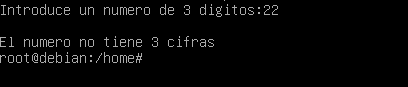 Introduce un numero de 3 digitos:22
El numero no tiene 3 cifras
root@debian:/home#